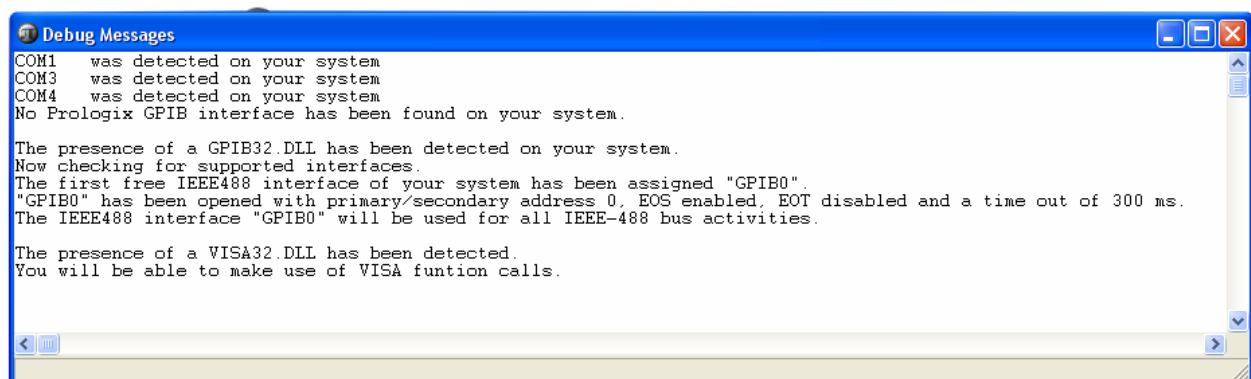 Debug Messages
COM1 was detected on your system
COM3 was detected on your system
COM4 was detected on your system
No Prologix GPIB interface has been found on your system.
The presence of a GPIB32.DLL has been detected on your system.
Now checking for supported interfaces.
The first free IEEE488 interface of your system has been assigned "GPIB0".
"GPIB0" has been opened with primary/secondary address 0, EOS enabled, EOT disabled and a time out of 300 ms.
The IEEE488 interface "GPIB0" will be used for all IEEE-488 bus activities.
The presence of a VISA32.DLL has been detected.
You will be able to make use of VISA funtion calls.